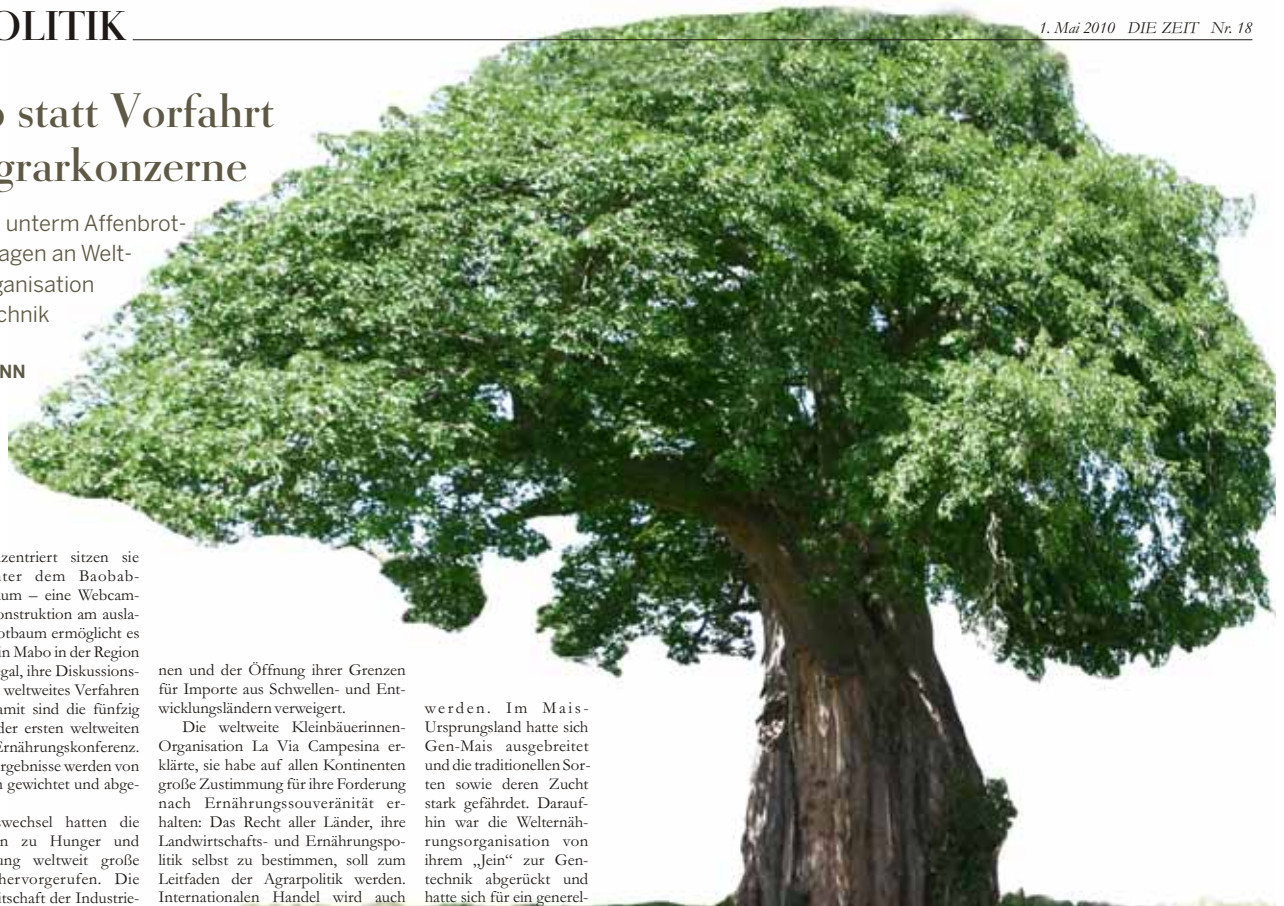 OLITIK
1. Mai 2010 DIE ZEIT Nr. 18
statt Vorfahrt
grarkonzerne
unterm Affenbrot-
agen an Welt-
ganisation
chnik
NN
zentriert sitzen sie
ter dem Baobab-
um – eine Webcam-
onstruktion am ausla-
otbaum ermöglicht es
in Mabo in der Region
gal, ihre Diskussions-
weltweites Verfahren
amit sind die fünfzig
der ersten weltweiten
Ernährungskonferenz.
rgebnisse werden von
n gewichtet und abge-
swechsel hatten die
en zu Hunger und
ung weltweit große
hervorgerufen. Die
itschaft der Industrie-
nen und der Öffnung ihrer Grenzen
für Importe aus Schwellen- und Ent-
wicklungsländern verweigert.
Die weltweite Kleinbäuerinnen-
Organisation La Via Campesina er-
klärte, sie habe auf allen Kontinenten
große Zustimmung für ihre Forderung
nach Ernährungssouveränität er-
halten: Das Recht aller Länder, ihre
Landwirtschafts- und Ernährungspo-
litik selbst zu bestimmen, soll zum
Leitfaden der Agrarpolitik werden.
Internationalen Handel wird auch
werden. Im Mais-
Ursprungsland hatte sich
Gen-Mais ausgebreitet
und die traditionellen Sor-
ten sowie deren Zucht
stark gefährdet. Darauf-
hin war die Welternäh-
rungsorganisation von
ihrem „Jein“ zur Gen-
technik abgerückt und
hatte sich für ein generel-